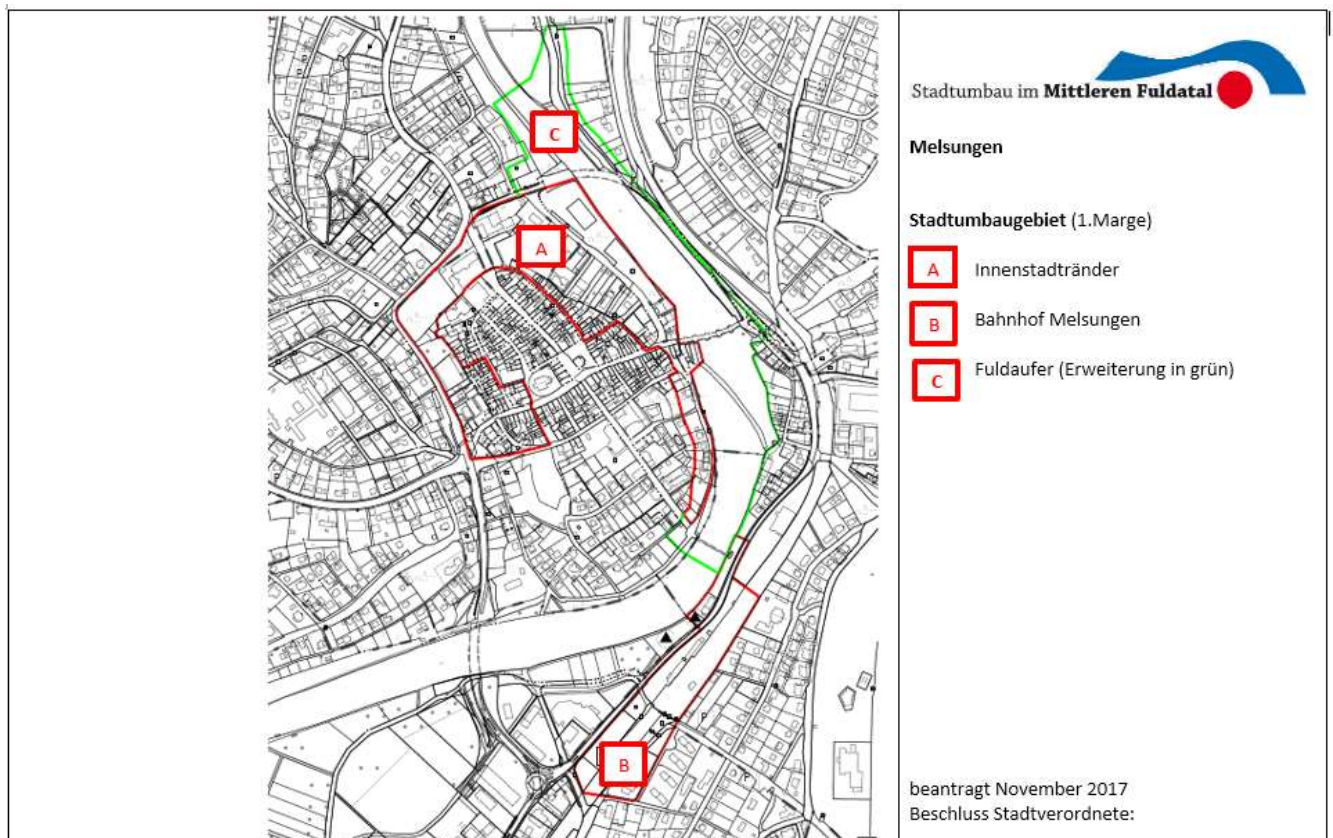 Stadtumbau im Mittleren Fuldatal
Melsungen
Stadtumbaugebiet (1.Marge)
A Innenstadtränder
B Bahnhof Melsungen
C Fuldaufer (Erweiterung in grün)
C
A
B
P
P
beantragt November 2017
Beschluss Stadtverordnete: